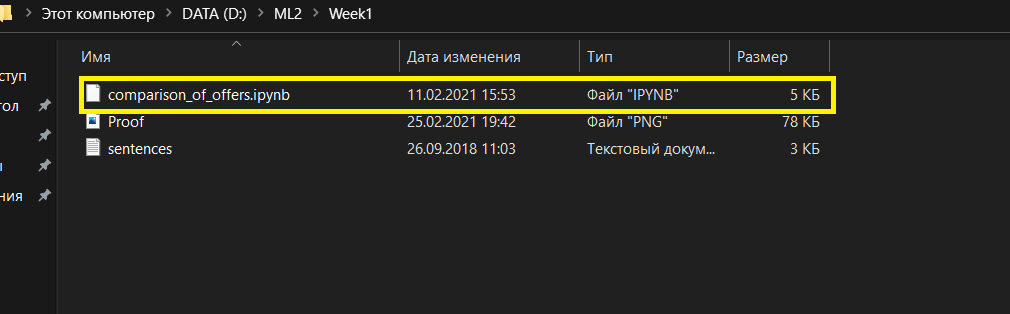 Этот компьютер > DATA (D:) > ML2 > Week1
Имя Дата изменения Тип Размер
ступ
comparison_of_offers.ipynb 11.02.2021 15:53 Файл "IPYNB" 5 КБ
Proof 25.02.2021 19:42 Файл "PNG" 78 КБ
sentences 26.09.2018 11:03 Текстовый докум... 3 КБ
ния